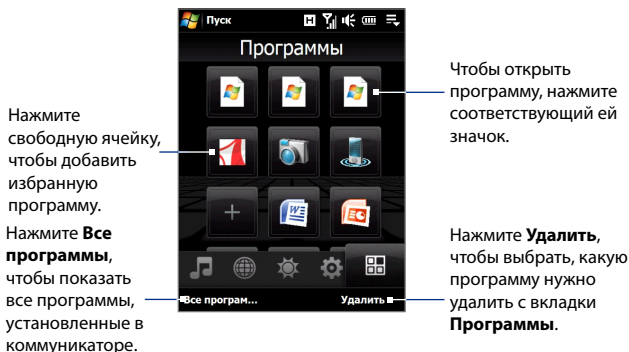 Пуск
Программы
Все програм...
Удалить
Нажмите
свободную ячейку,
чтобы добавить
избранную
программу.
Нажмите Все
программы,
чтобы показать
все программы,
установленные в
коммуникаторе.
Чтобы открыть
программу, нажмите
соответствующий ей
значок.
Нажмите Удалить,
чтобы выбрать, какую
программу нужно
удалить с вкладки
Программы.